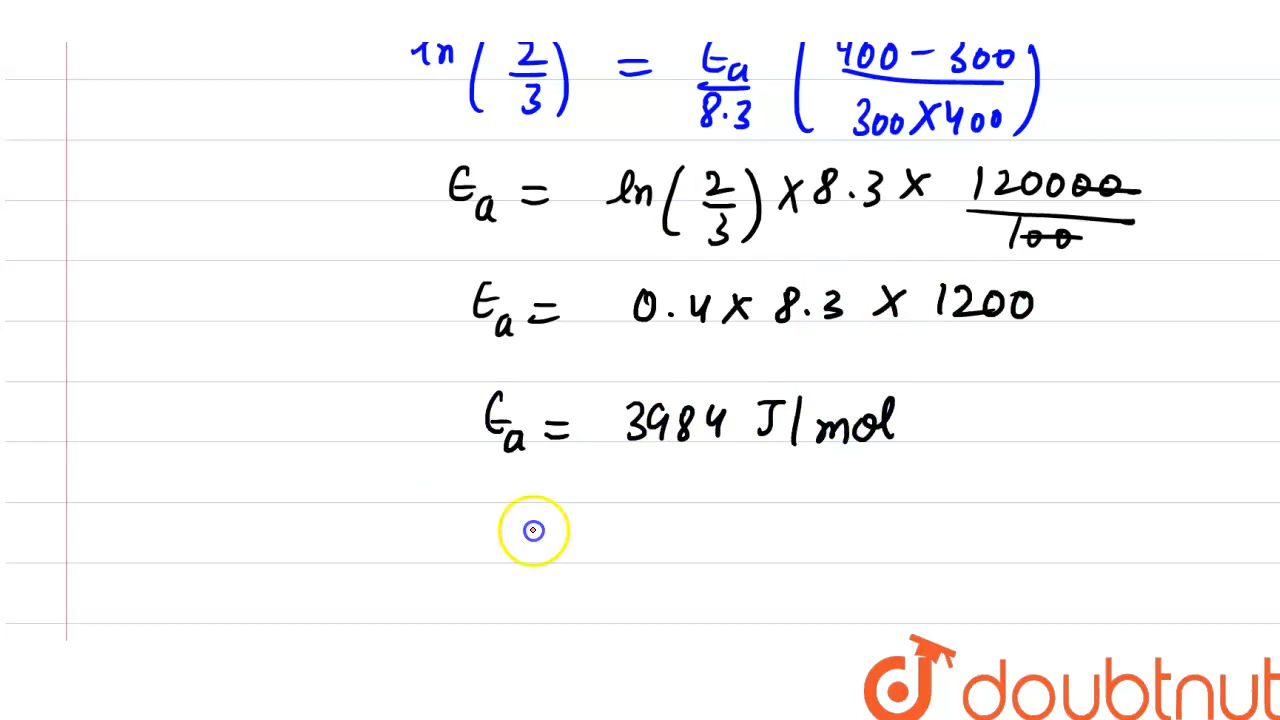 ln ( 2/3 ) = Ea/8.3 ( 400 - 300 / 300 × 400 )
Ea = ln ( 2/3 ) × 8.3 × 120000/100
Ea = 0.4 × 8.3 × 1200
Ea = 3984 J/mol
doubtnut